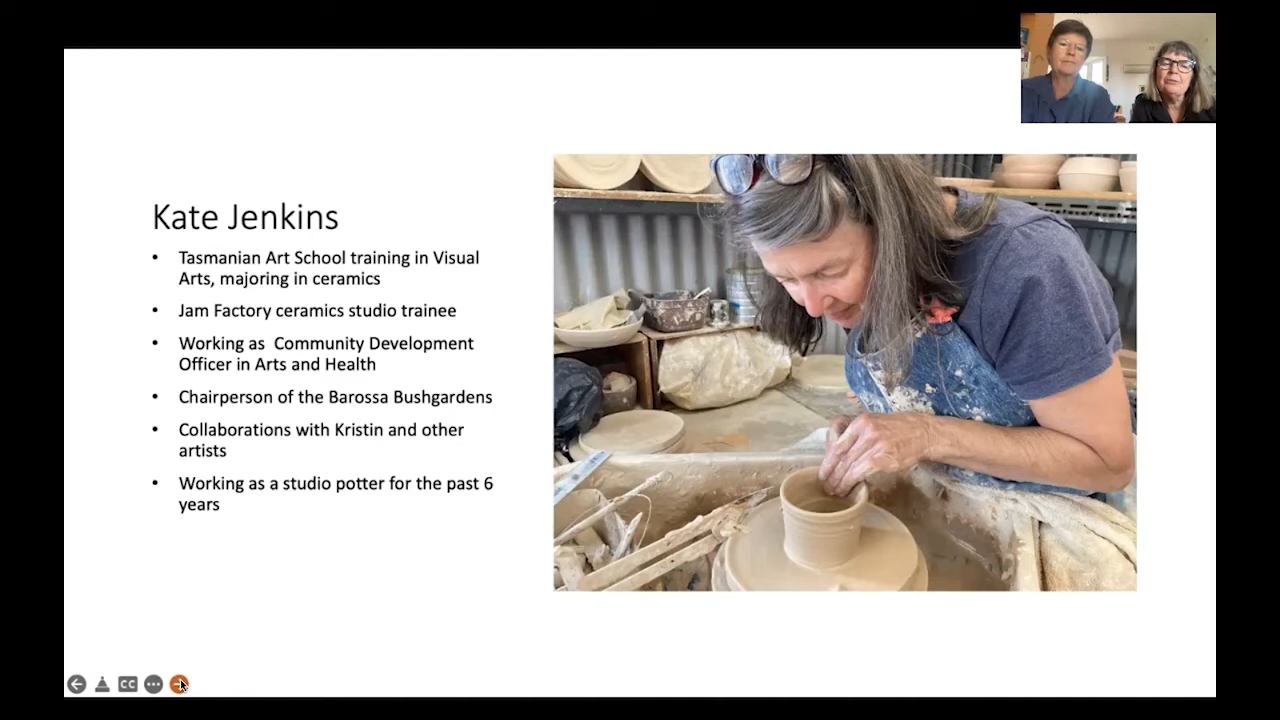 Kate Jenkins
• Tasmanian Art School training in Visual
Arts, majoring in ceramics
• Jam Factory ceramics studio trainee
• Working as  Community Development
Officer in Arts and Health
• Chairperson of the Barossa Bushgardens
• Collaborations with Kristin and other
artists
• Working as a studio potter for the past 6
years
CC